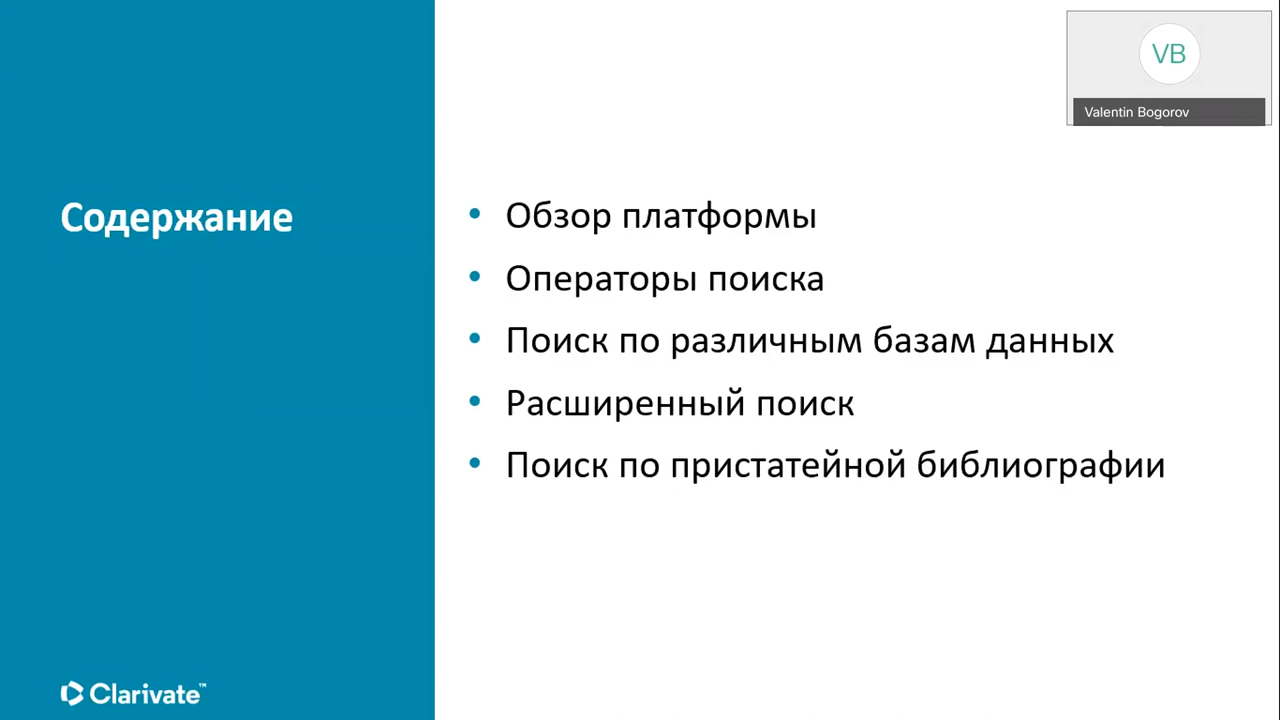 VB
Valentin Bogorov
Содержание
Обзор платформы
Операторы поиска
Поиск по различным базам данных
Расширенный поиск
Поиск по пристатейной библиографии
Clarivate™